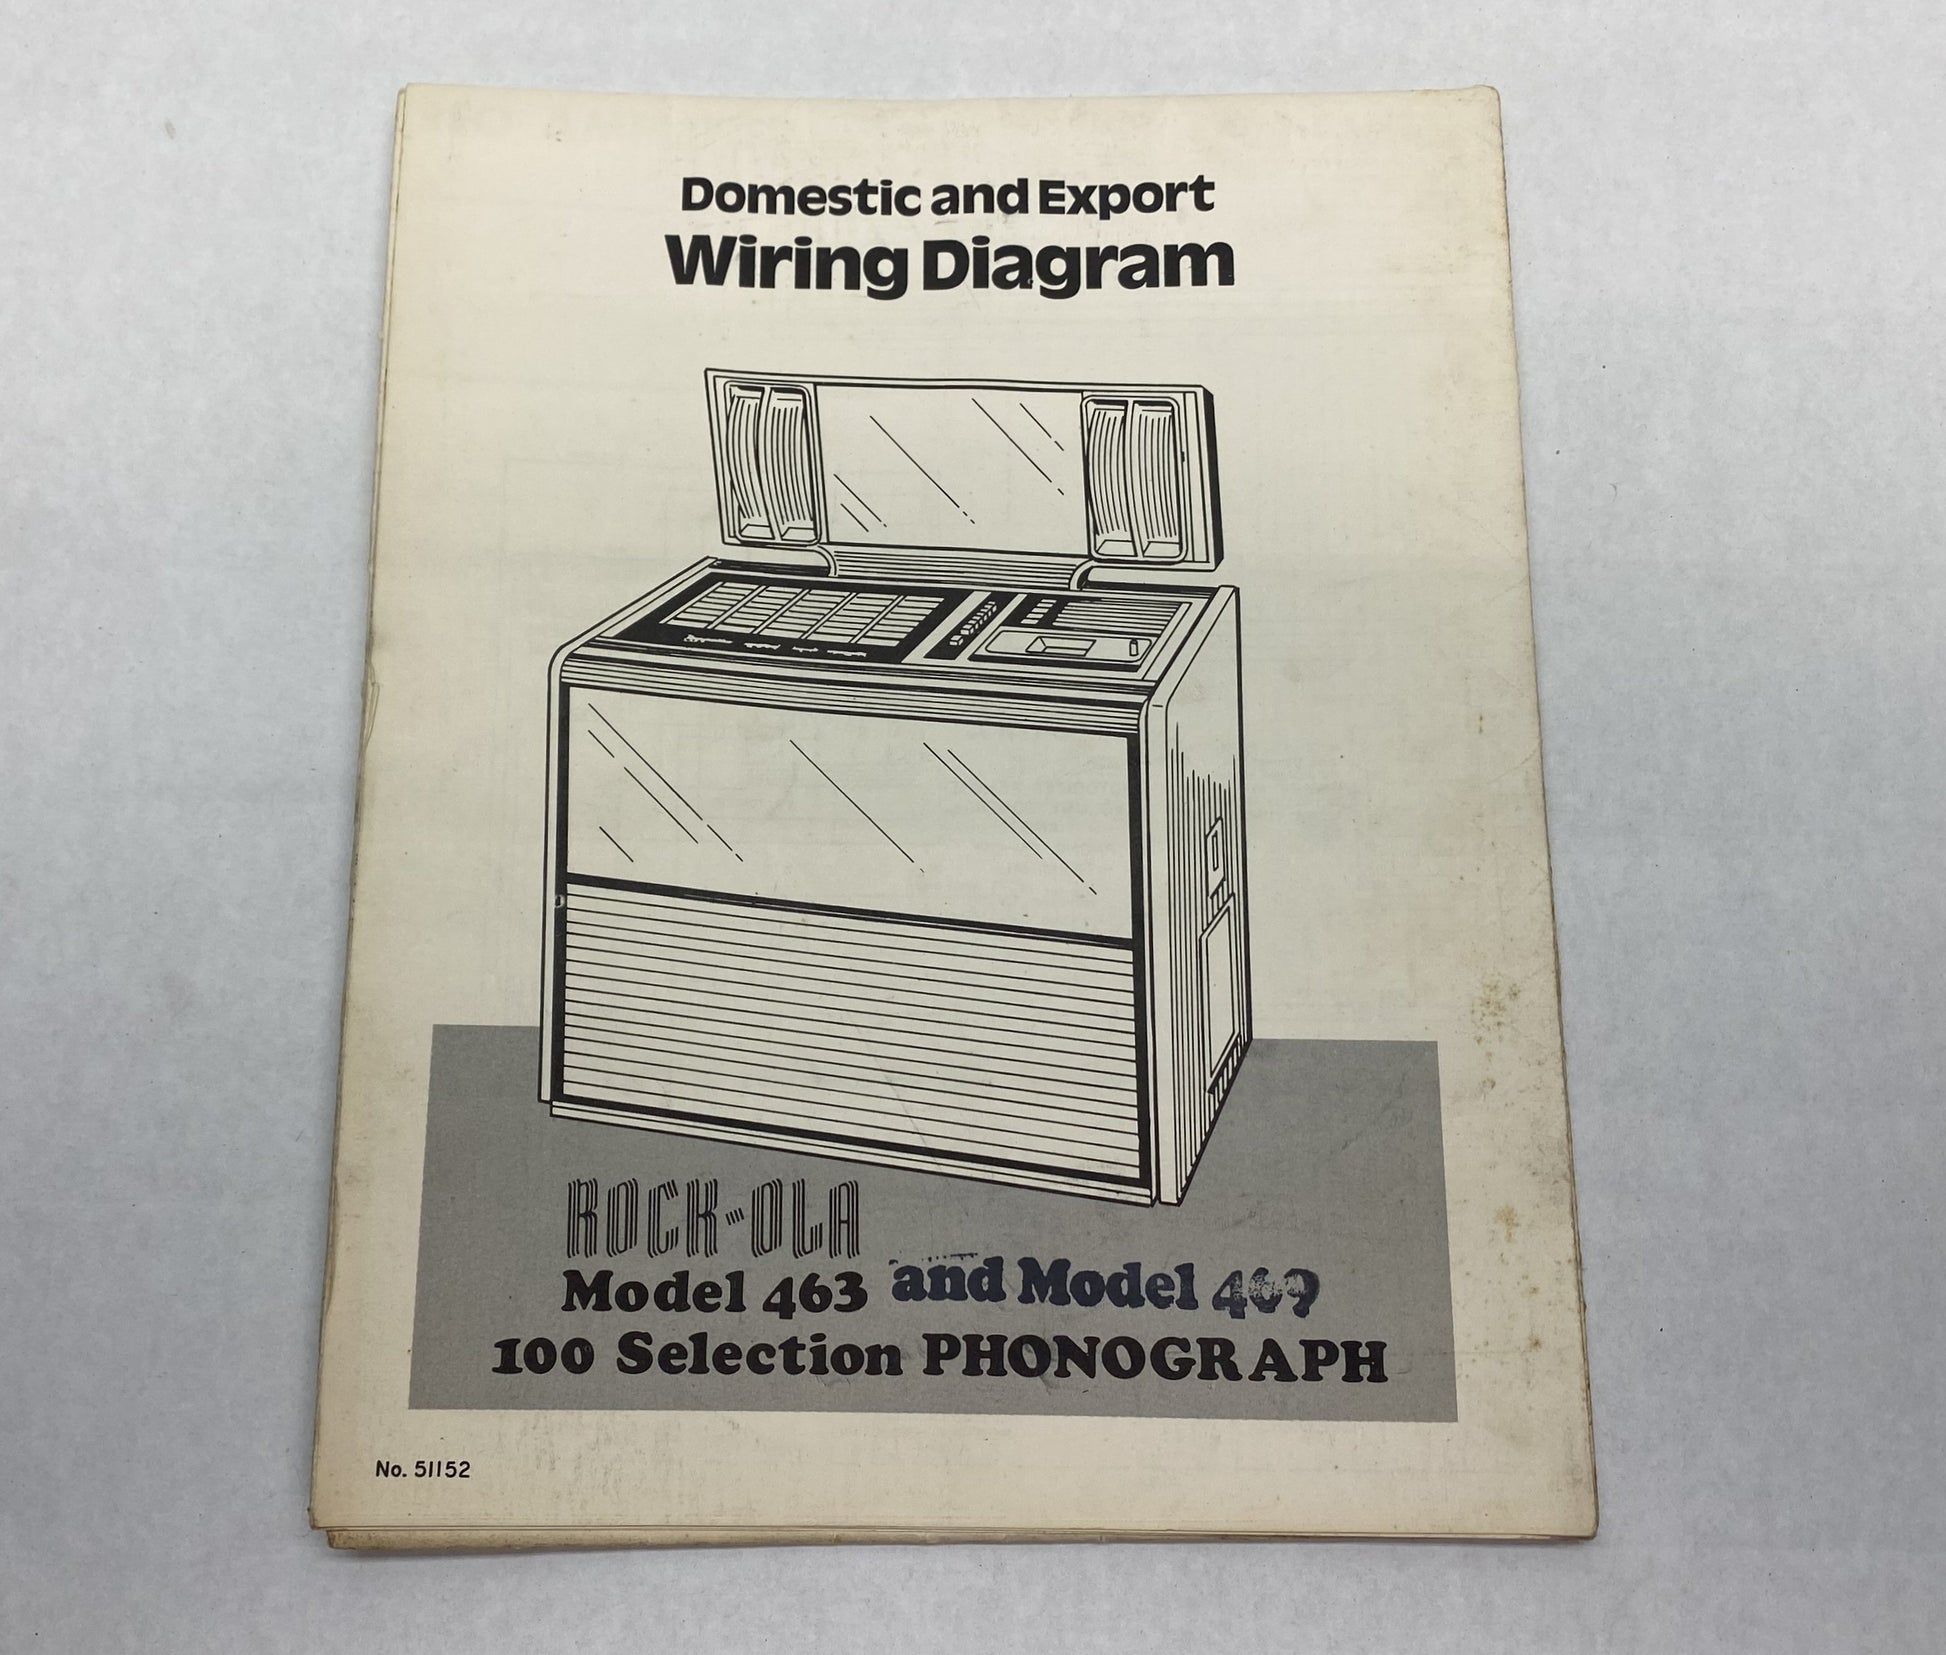 Domestic and Export
Wiring Diagram
ROCK-OLA
Model 463 and Model 469
100 Selection PHONOGRAPH
No. 51152